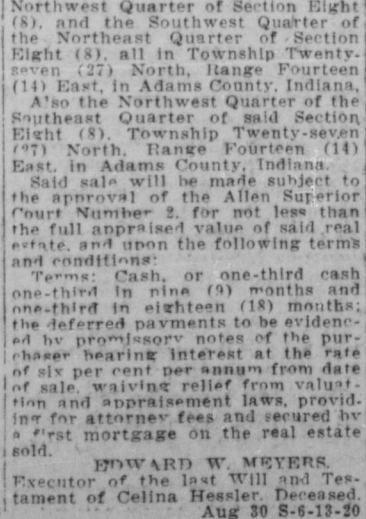 Northwest Quarter of Section Eight
(8), and the Southwest Quarter of
the Northeast Quarter of Section
Eight (8), all in Township Twenty-
seven (27) North, Range Fourteen
(14) East, in Adams County, Indiana,
A'so the Northwest Quarter of the
Southeast Quarter of said Section
Eight (8), Township Twenty-seven
(27) North, Range Fourteen (14)
East, in Adams County, Indiana.
Said sale will be made subject to
the approval of the Allen Superior
Court Number 2, for not less than
the full appraised value of said real
estate, and upon the following terms
and conditions:
Terms: Cash, or one-third cash
one-third in nine (9) months and
one-third in eighteen (18) months;
the deferred payments to be evidenc-
ed by promissory notes of the pur-
chaser bearing interest at the rate
of six per cent per annum from date
of sale, waiving relief from valuat-
tion and appraisement laws, provid-
ing for attorney fees and secured by
a first mortgage on the real estate
sold.
EDWARD W. MEYERS,
Executor of the last Will and Tes-
tament of Celina Hessler, Deceased.
Aug 30 S-6-13-20